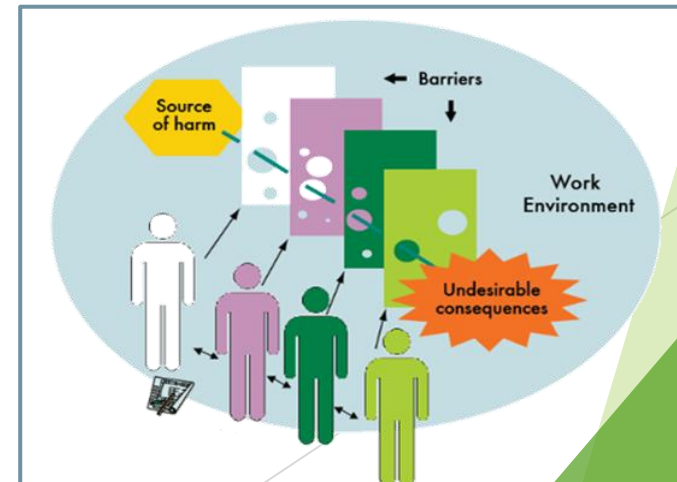 Source
of harm
Barriers
Work
Environment
Undesirable
consequences